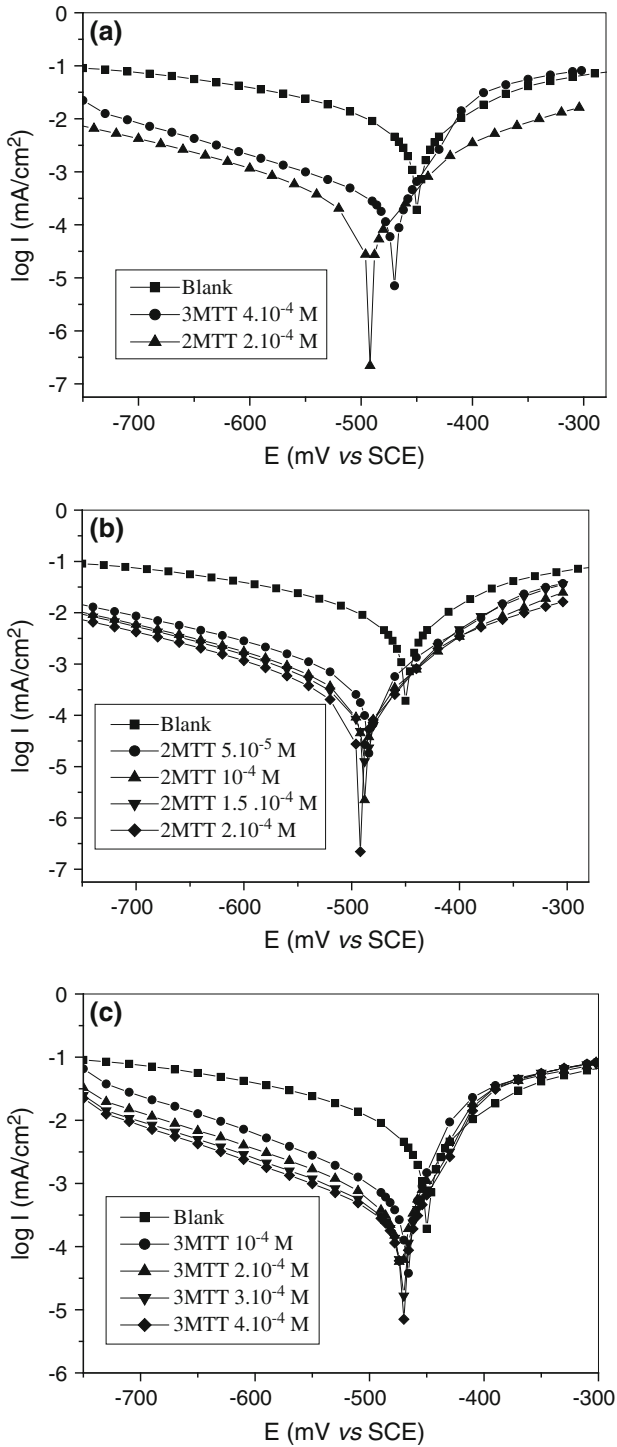 (a)
0
-1
-2
-3
-4
-5
-6
-7
log I (mA/cm²)
Blank
3MTT 4.10⁻⁴ M
2MTT 2.10⁻⁴ M
-700 -600 -500 -400 -300
E (mV vs SCE)
(b)
0
-1
-2
-3
-4
-5
-6
-7
log I (mA/cm²)
Blank
2MTT 5.10⁻⁵ M
2MTT 10⁻⁴ M
2MTT 1.5 .10⁻⁴ M
2MTT 2.10⁻⁴ M
-700 -600 -500 -400 -300
E (mV vs SCE)
(c)
0
-1
-2
-3
-4
-5
-6
log I (mA/cm²)
Blank
3MTT 10⁻⁴ M
3MTT 2.10⁻⁴ M
3MTT 3.10⁻⁴ M
3MTT 4.10⁻⁴ M
-700 -600 -500 -400 -300
E (mV vs SCE)